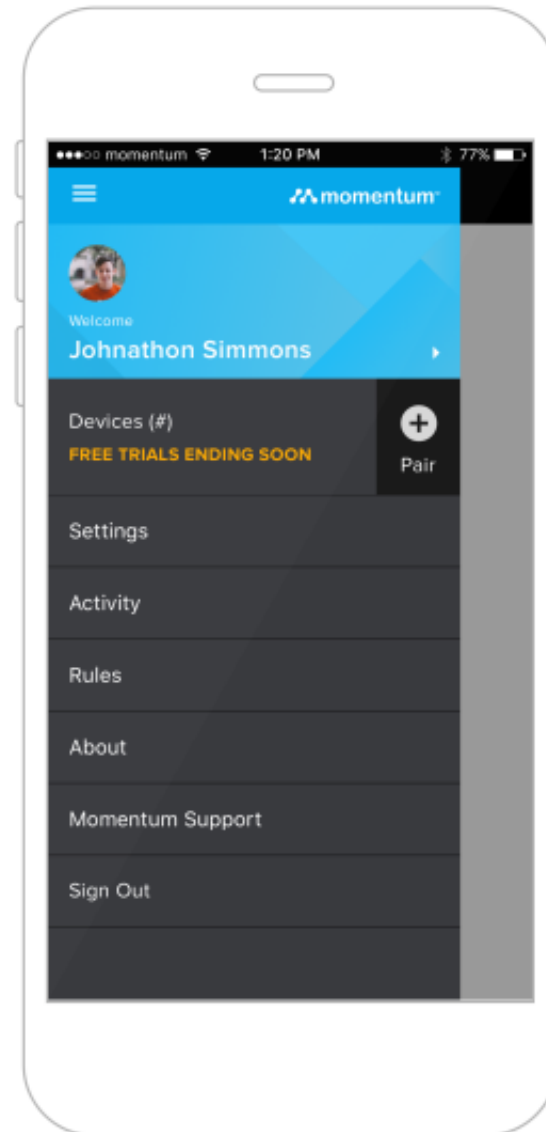 momentum 1:20 PM 77%
momentum™
Welcome
Johnathon Simmons
Devices (#)
FREE TRIALS ENDING SOON
Pair
Settings
Activity
Rules
About
Momentum Support
Sign Out